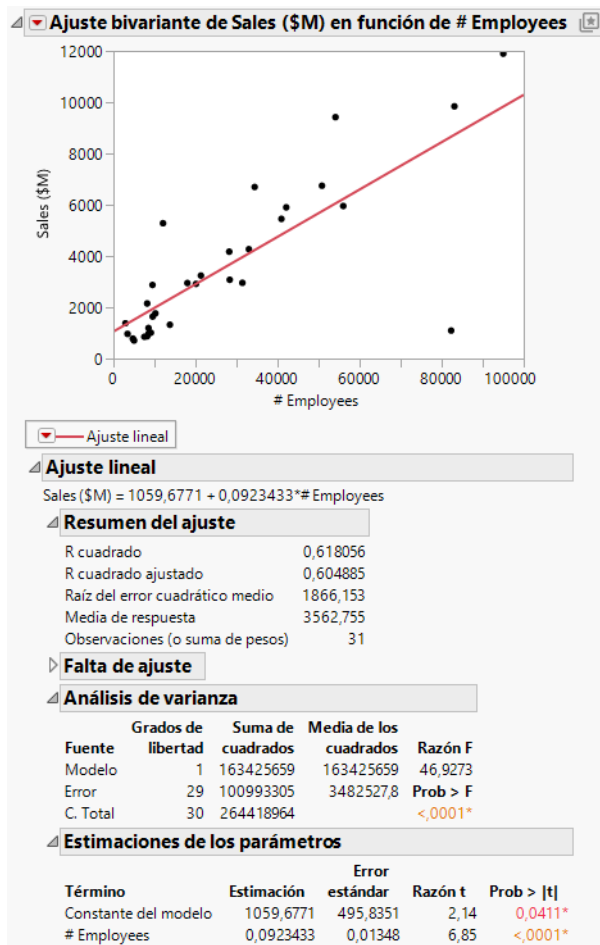 Ajuste bivariante de Sales ($M) en función de # Employees
12000
10000
8000
6000
4000
2000
0
Sales ($M)
0 20000 40000 60000 80000 100000
# Employees
Ajuste lineal
Ajuste lineal
Sales ($M) = 1059,6771 + 0,0923433*# Employees
Resumen del ajuste
R cuadrado 0,618056
R cuadrado ajustado 0,604885
Raíz del error cuadrático medio 1866,153
Media de respuesta 3562,755
Observaciones (o suma de pesos) 31
Falta de ajuste
Análisis de varianza
Grados de Suma de Media de los
Fuente libertad cuadrados cuadrados Razón F
Modelo 1 163425659 163425659 46,9273
Error 29 100993305 3482527,8 Prob > F
C. Total 30 264418964 <,0001*
Estimaciones de los parámetros
Error
Término Estimación estándar Razón t Prob > |t|
Constante del modelo 1059,6771 495,8351 2,14 0,0411*
# Employees 0,0923433 0,01348 6,85 <,0001*